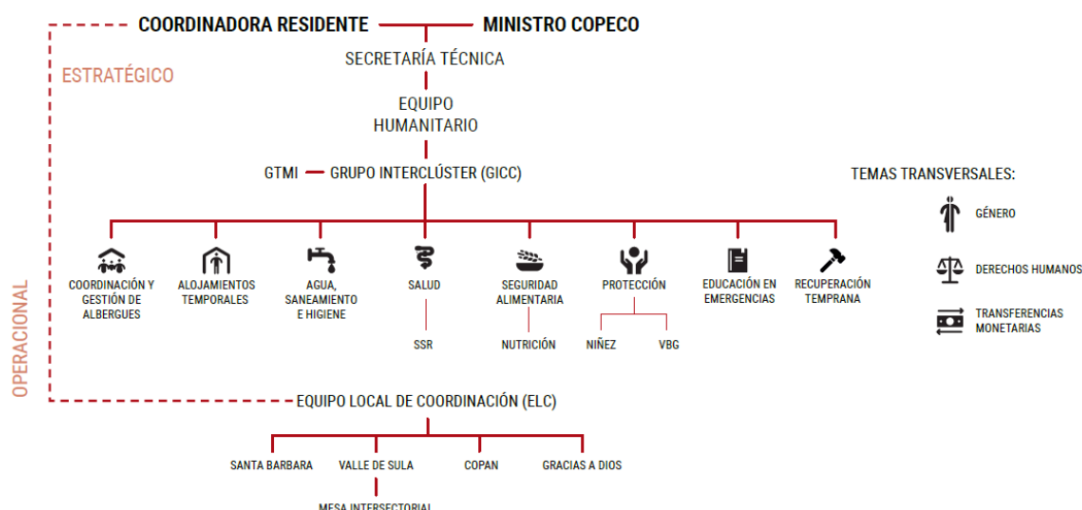 COORDINADORA RESIDENTE
MINISTRO COPECO
ESTRATÉGICO
SECRETARÍA TÉCNICA
EQUIPO
HUMANITARIO
GTMI
GRUPO INTERCLÚSTER (GICC)
TEMAS TRANSVERSALES:
GÉNERO
DERECHOS HUMANOS
TRANSFERENCIAS
MONETARIAS
OPERACIONAL
COORDINACIÓN Y
GESTIÓN DE
ALBERGUES
ALOJAMIENTOS
TEMPORALES
AGUA,
SANEAMIENTO
E HIGIENE
SALUD
SEGURIDAD
ALIMENTARIA
PROTECCIÓN
EDUCACIÓN EN
EMERGENCIAS
RECUPERACIÓN
TEMPRANA
SSR
NUTRICIÓN
NIÑEZ
VBG
EQUIPO LOCAL DE COORDINACIÓN (ELC)
SANTA BARBARA
VALLE DE SULA
COPAN
GRACIAS A DIOS
MESA INTERSECTORIAL